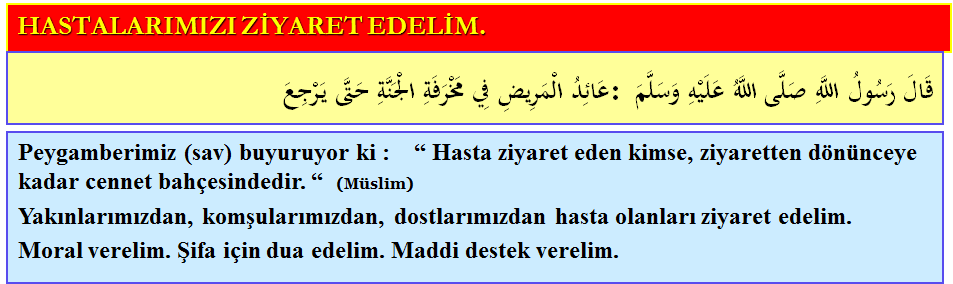 HASTALARIMIZI ZİYARET EDELİM.
قَالَ رَسُولُ اللَّهِ صَلَّى اللَّهُ عَلَيْهِ وَسَلَّمَ :عَائِدُ الْمَرِيضِ فِي مَخْرَفَةِ الْجَنَّةِ حَتَّى يَرْجِعَ
Peygamberimiz (sav) buyuruyor ki : “ Hasta ziyaret eden kimse, ziyaretten dönünceye
kadar cennet bahçesindedir. “ (Müslim)
Yakınlarımızdan, komşularımızdan, dostlarımızdan hasta olanları ziyaret edelim.
Moral verelim. Şifa için dua edelim. Maddi destek verelim.